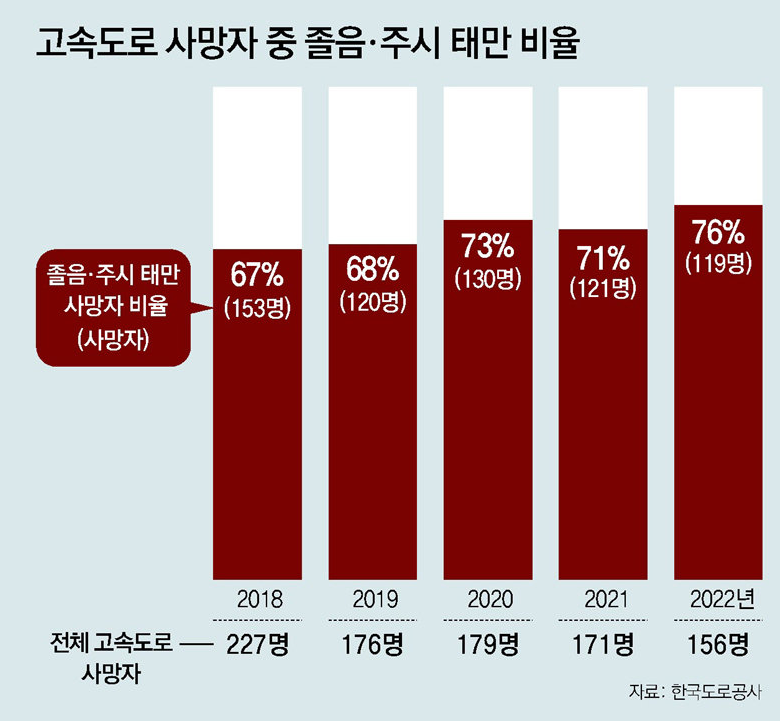 고속도로 사망자 중 졸음·주시 태만 비율
졸음·주시 태만
사망자 비율
(사망자)
67%
(153명)
68%
(120명)
73%
(130명)
71%
(121명)
76%
(119명)
2018 2019 2020 2021 2022년
전체 고속도로 사망자
227명 176명 179명 171명 156명
자료: 한국도로공사